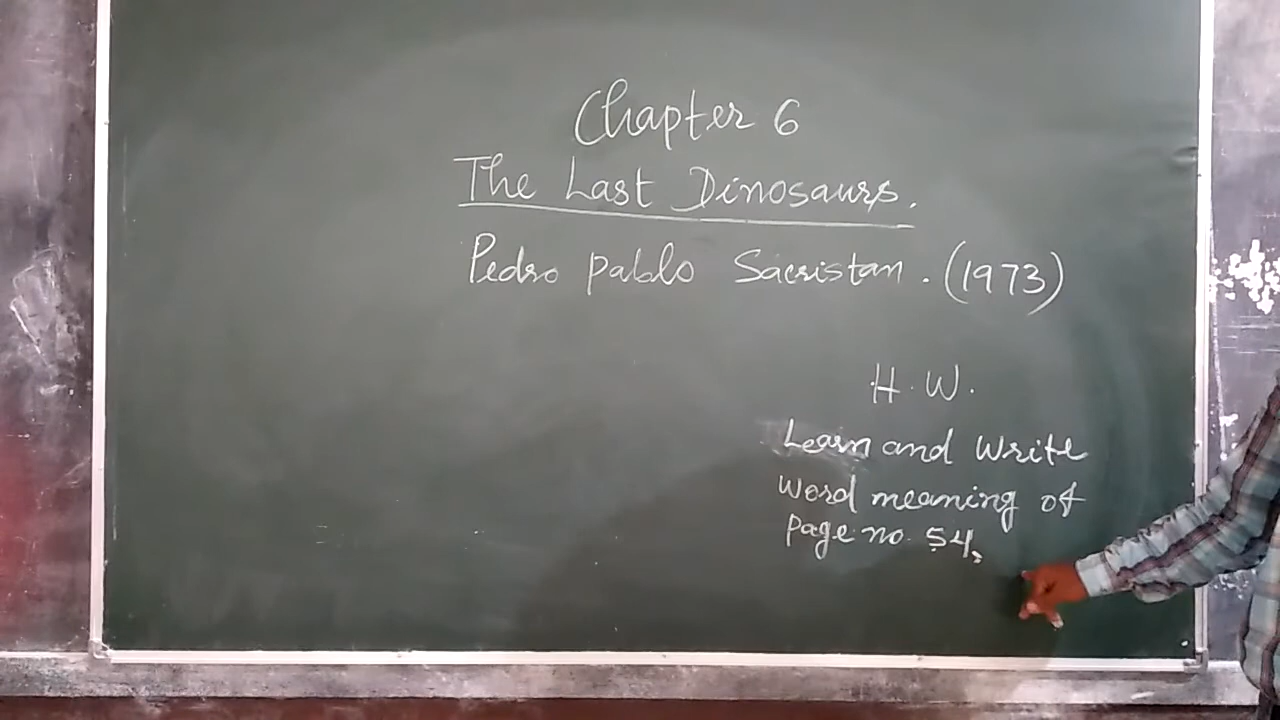 Chapter 6
The Last Dinosaurs.
Pedro Pablo Sacristan. (1973)
H.W.
Learn and Write
word meaning of
page no. 54,